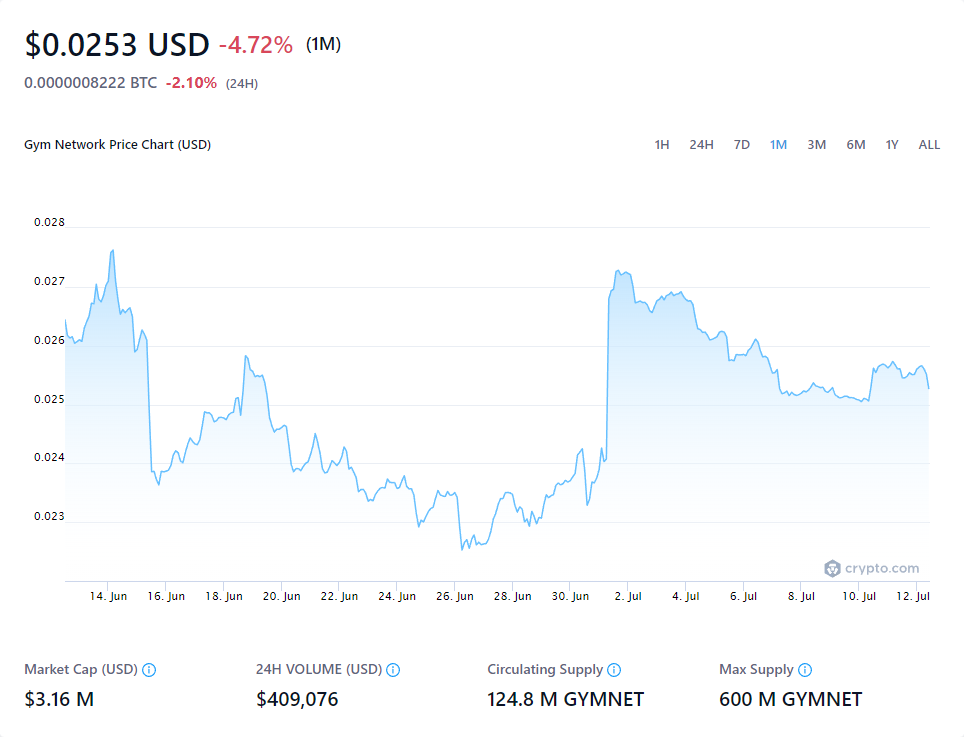 $0.0253 USD -4.72% (1M)
0.0000008222 BTC -2.10% (24H)
Gym Network Price Chart (USD) 1H 24H 7D 1M 3M 6M 1Y ALL
0.028
0.027
0.026
0.025
0.024
0.023
crypto.com
14. Jun 16. Jun 18. Jun 20. Jun 22. Jun 24. Jun 26. Jun 28. Jun 30. Jun 2. Jul 4. Jul 6. Jul 8. Jul 10. Jul 12. Jul
Market Cap (USD) 24H VOLUME (USD) Circulating Supply Max Supply
$3.16 M $409,076 124.8 M GYMNET 600 M GYMNET